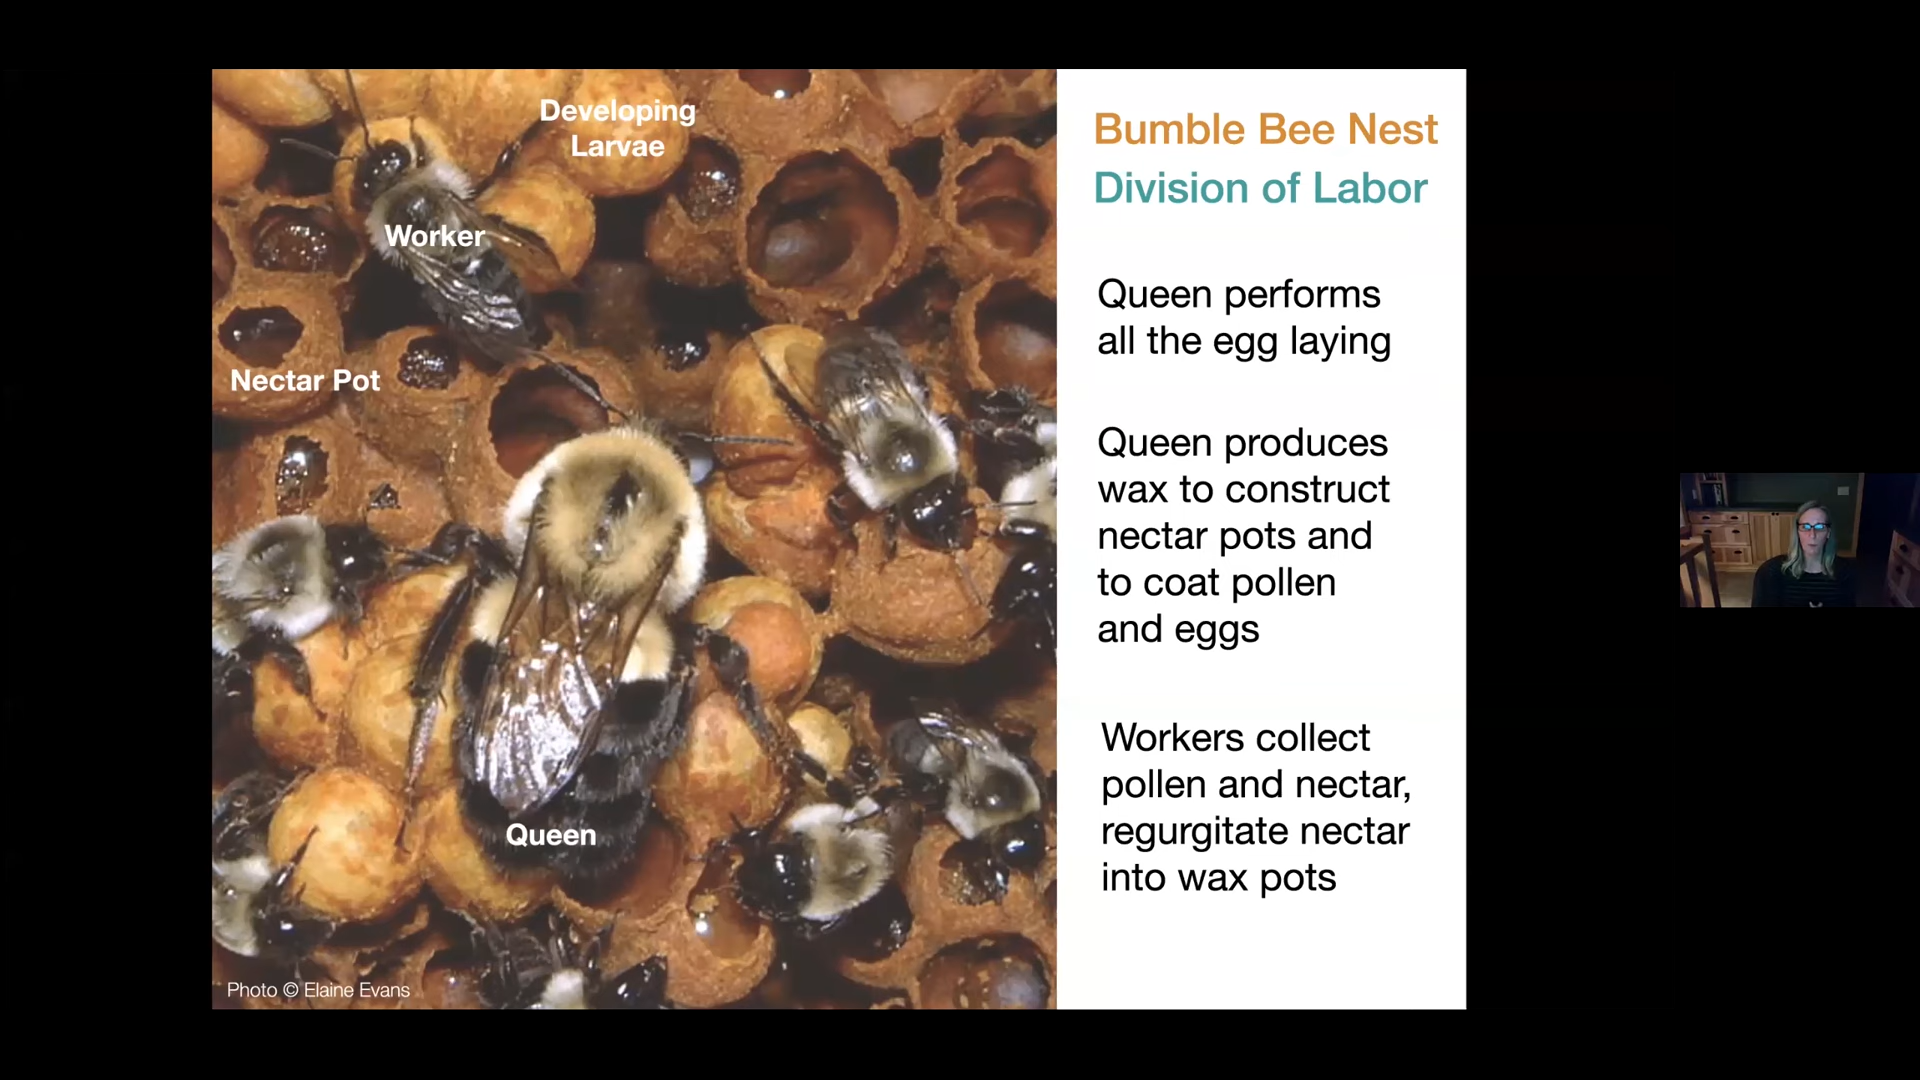 Developing
Larvae
Worker
Nectar Pot
Queen
Photo © Elaine Evans
Bumble Bee Nest
Division of Labor
Queen performs
all the egg laying
Queen produces
wax to construct
nectar pots and
to coat pollen
and eggs
Workers collect
pollen and nectar,
regurgitate nectar
into wax pots